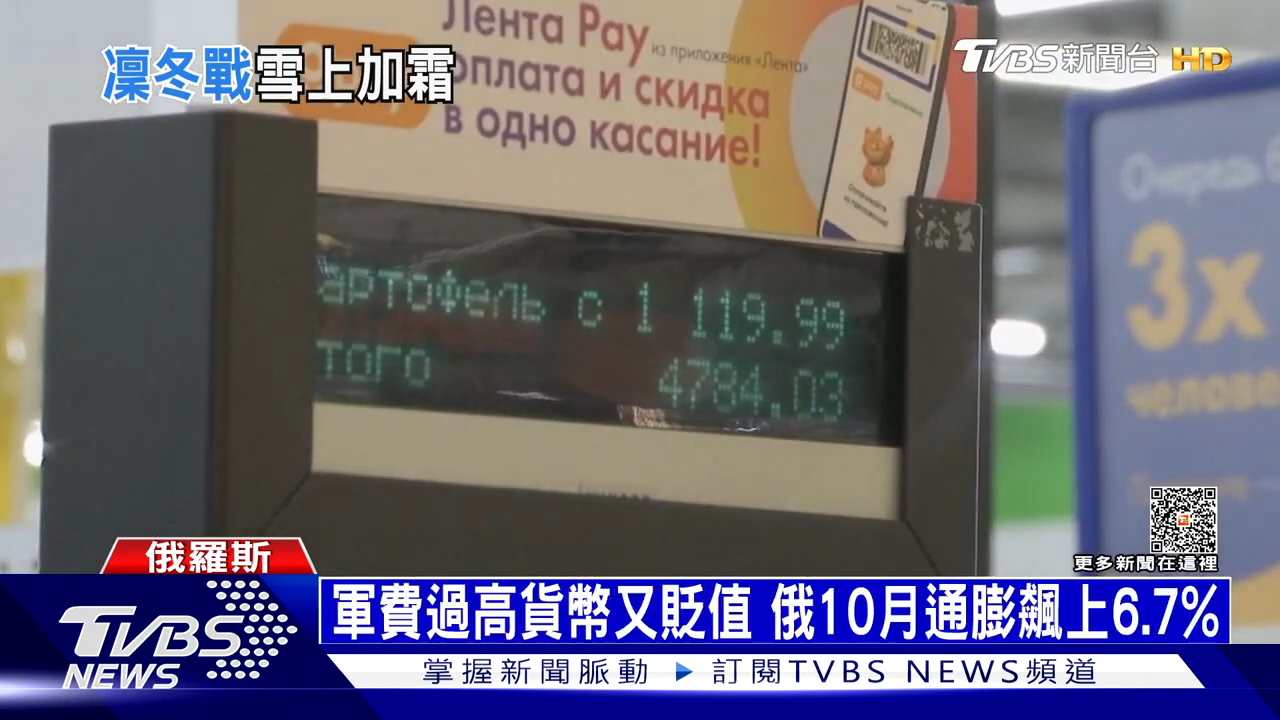 凜冬戰雪上加霜
TVBS新聞台 HD
Лента Pay из приложения «Лента»
оплата и скидка
в одно касание!
Pay
Очередь б
3х
человек
артофель с 1 119.99
того 4784.03
更多新聞在這裡
俄羅斯
軍費過高貨幣又貶值 俄10月通膨飆上6.7%
TVBS NEWS
掌握新聞脈動 ▶ 訂閱TVBS NEWS頻道